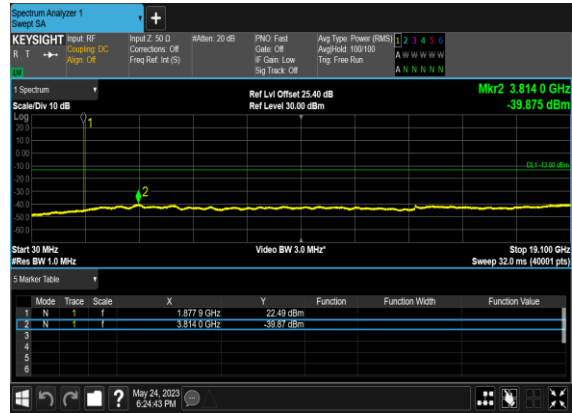 Spectrum Analyzer 1
Swept SA
+
KEYSIGHT Input: RF Input Z: 50 Ω #Atten: 20 dB PNO: Fast Avg Type: Power (RMS) 1 2 3 4 5 6
R T Coupling: DC Corrections: Off Gate: Off Avg|Hold: 100/100 A W W W W W
Align: Off Freq Ref: Int (S) IF Gain: Low Trig: Free Run
Sig Track: Off A N N N N N
1 Spectrum Ref Lvl Offset 25.40 dB Mkr2 3.814 0 GHz
Scale/Div 10 dB Ref Level 30.00 dBm -39.875 dBm
Log
20.0
10.0
0.00
-10.0
-20.0
-30.0
-40.0
-50.0
-60.0
1
2
DL1 -13.00 dBm
Start 30 MHz Video BW 3.0 MHz* Stop 19.100 GHz
#Res BW 1.0 MHz Sweep 32.0 ms (40001 pts)
5 Marker Table
Mode Trace Scale X Y Function Function Width Function Value
1 N 1 f 1.877 9 GHz 22.49 dBm
2 N 1 f 3.814 0 GHz -39.87 dBm
3
4
5
6
? May 24, 2023
6:24:43 PM